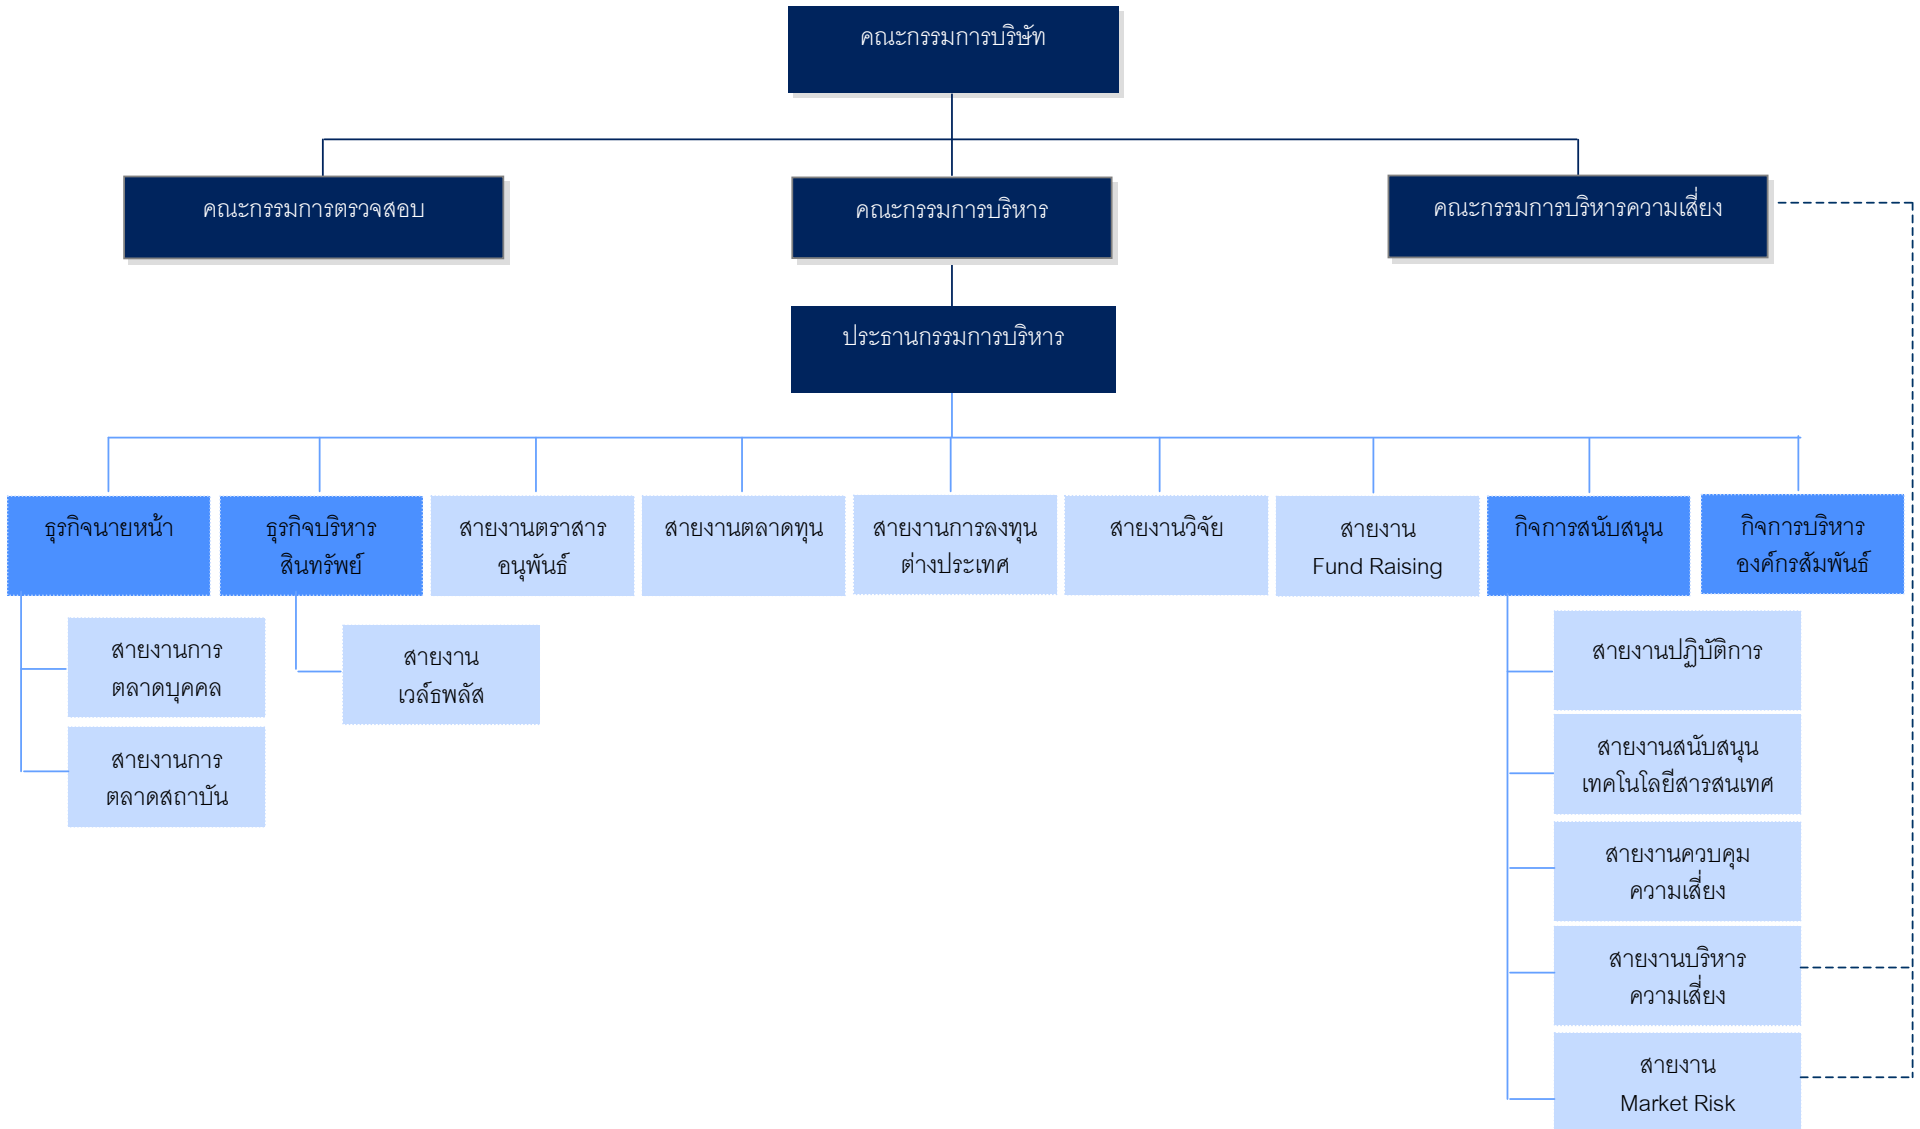 คณะกรรมการบริษัท
คณะกรรมการตรวจสอบ
คณะกรรมการบริหาร
คณะกรรมการบริหารความเสี่ยง
ประธานกรรมการบริหาร
ธุรกิจนายหน้า
ธุรกิจบริหาร
สินทรัพย์
สายงานตราสาร
อนุพันธ์
สายงานตลาดทุน
สายงานการลงทุน
ต่างประเทศ
สายงานวิจัย
สายงาน
Fund Raising
กิจการสนับสนุน
กิจการบริหาร
องค์กรสัมพันธ์
สายงานการ
ตลาดบุคคล
สายงานการ
ตลาดสถาบัน
สายงาน
เวล์ธพลัส
สายงานปฏิบัติการ
สายงานสนับสนุน
เทคโนโลยีสารสนเทศ
สายงานควบคุม
ความเสี่ยง
สายงานบริหาร
ความเสี่ยง
สายงาน
Market Risk